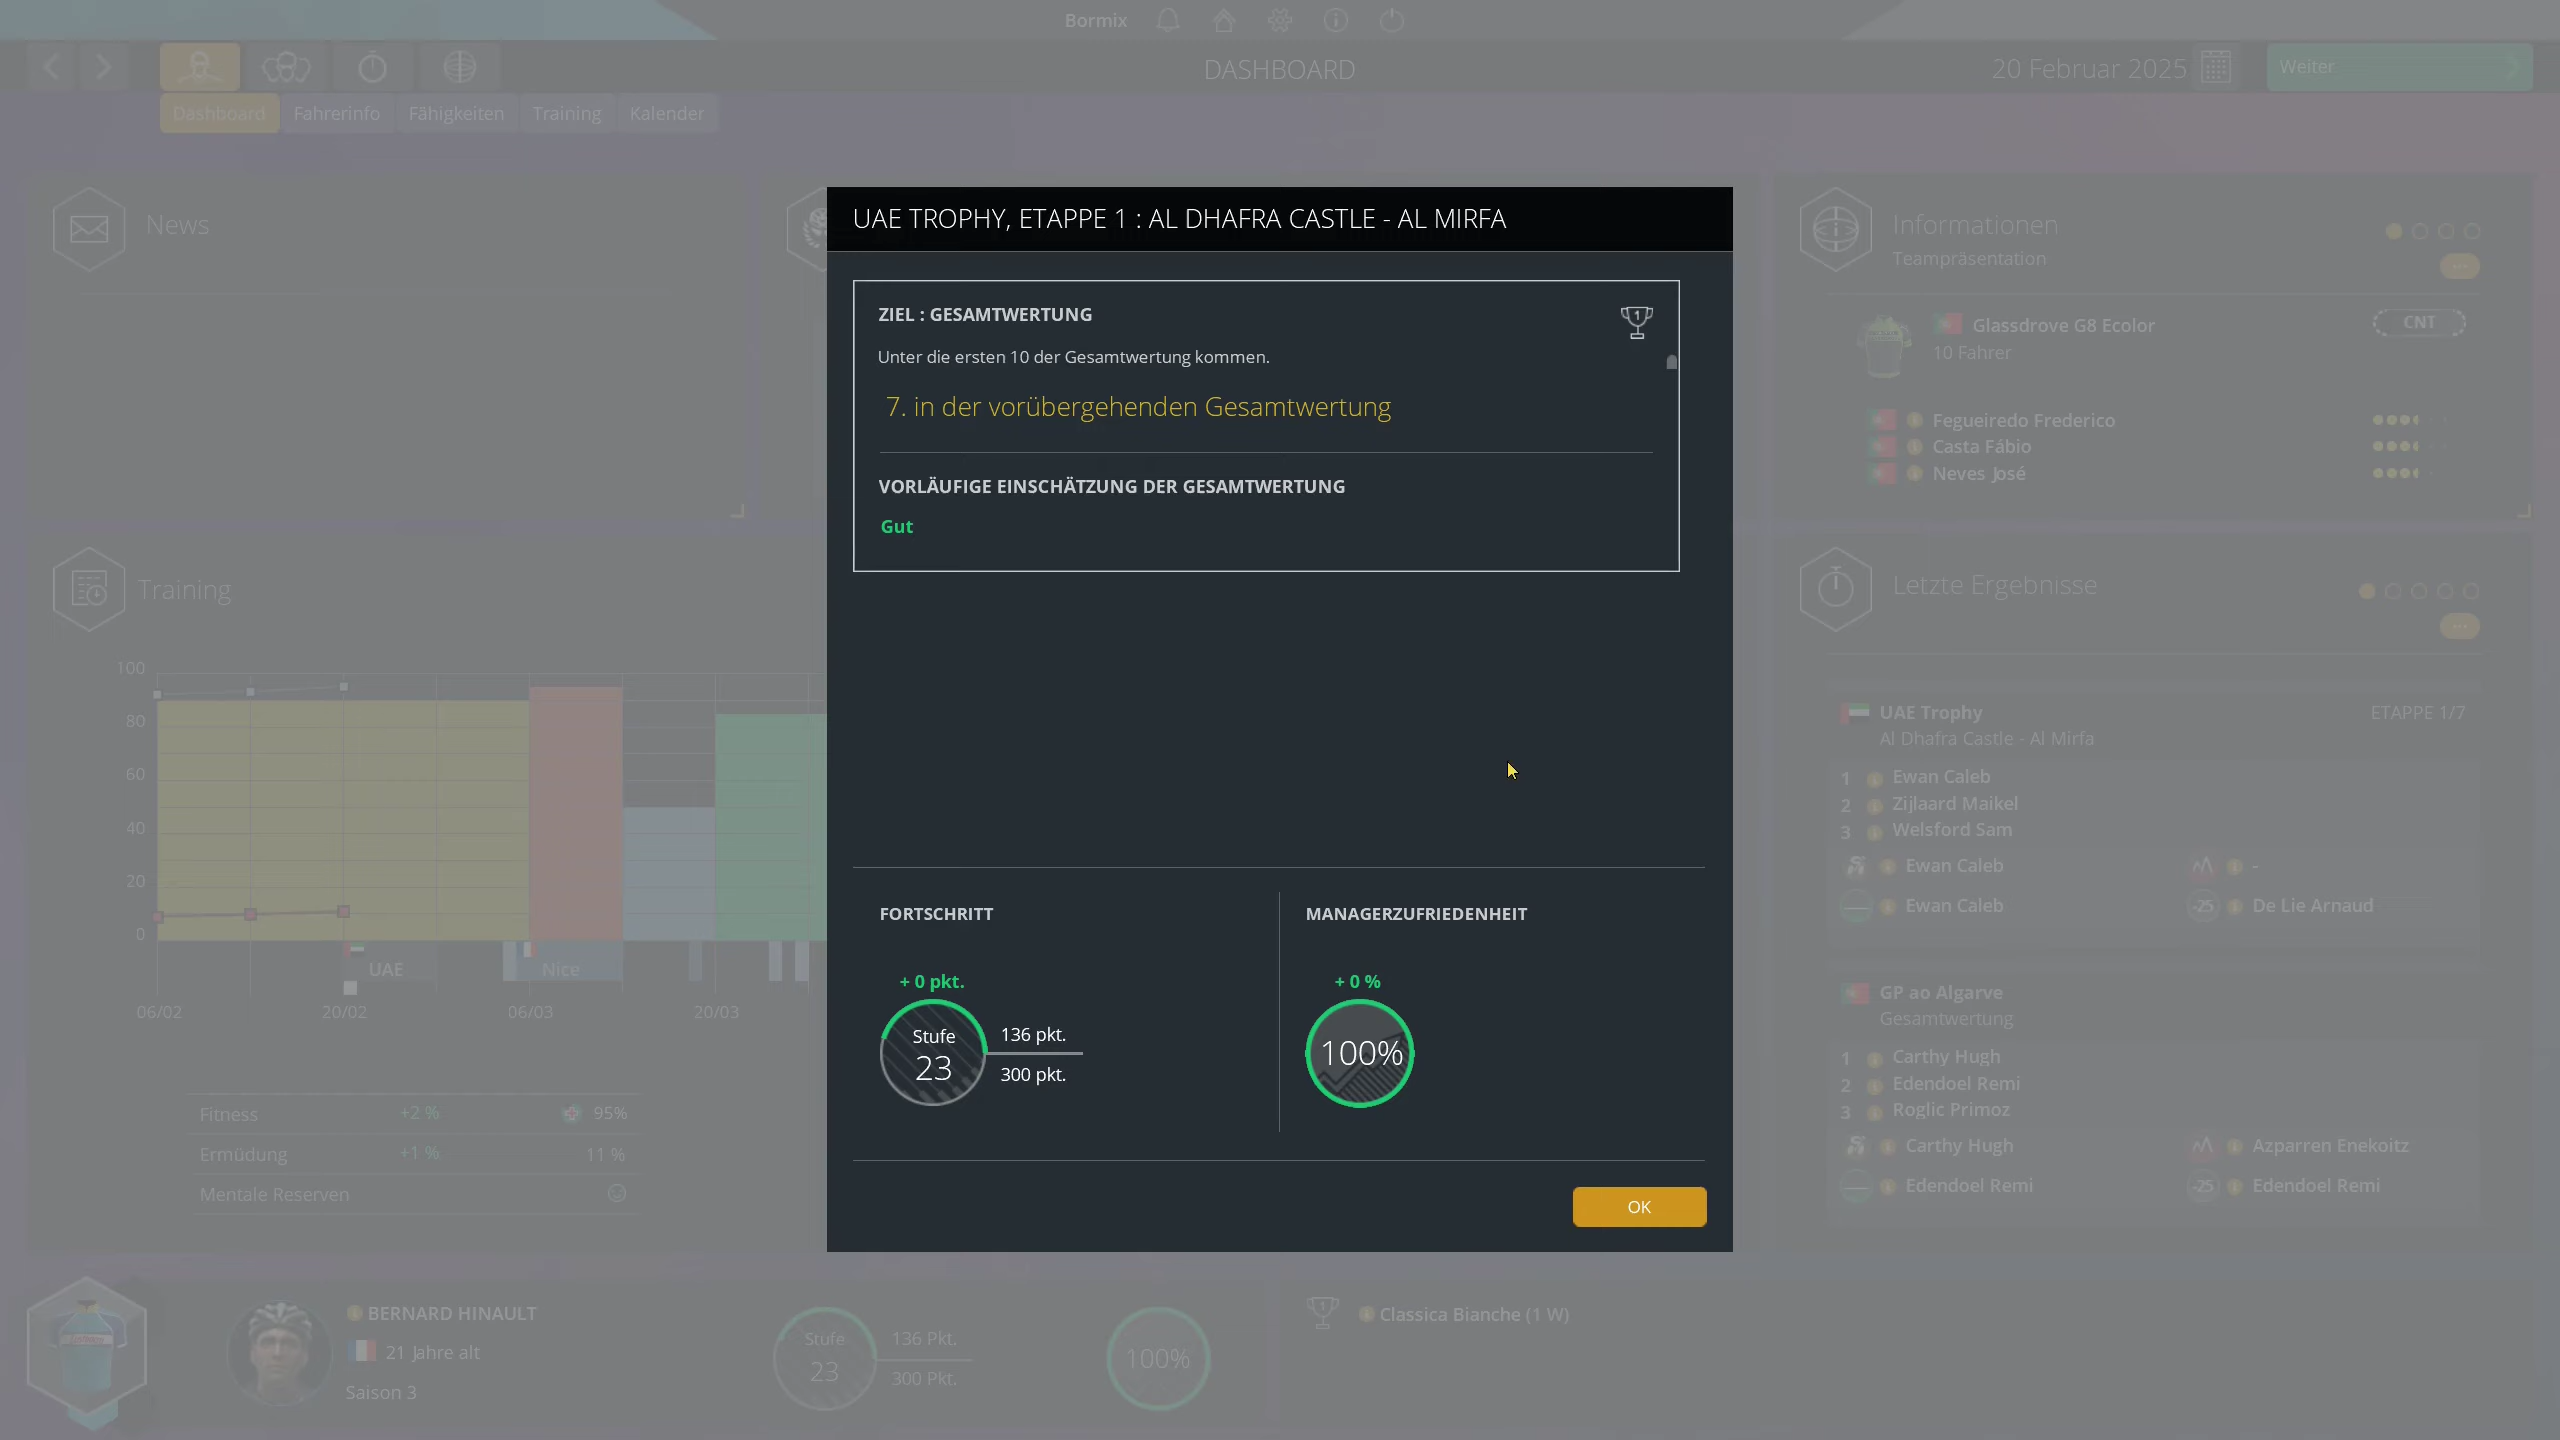 Bormix
DASHBOARD
20 Februar 2025
Weiter
Dashboard
Fahrerinfo
Fähigkeiten
Training
Kalender
News
UAE TROPHY, ETAPPE 1 : AL DHAFRA CASTLE - AL MIRFA
ZIEL : GESAMTWERTUNG
Unter die ersten 10 der Gesamtwertung kommen.
7. in der vorübergehenden Gesamtwertung
VORLÄUFIGE EINSCHÄTZUNG DER GESAMTWERTUNG
Gut
FORTSCHRITT
+ 0 pkt.
Stufe
23
136 pkt.
300 pkt.
MANAGERZUFRIEDENHEIT
+ 0 %
100%
OK
Informationen
Teampräsentation
Glassdrove G8 Ecolor
10 Fahrer
CNT
Fegueiredo Frederico
Casta Fábio
Neves José
Training
100
80
60
40
20
0
UAE
Nice
06/02
20/02
06/03
20/03
Fitness
+2 %
95%
Ermüdung
+1 %
11 %
Mentale Reserven
Letzte Ergebnisse
UAE Trophy
ETAPPE 1/7
Al Dhafra Castle - Al Mirfa
1 Ewan Caleb
2 Zijlaard Maikel
3 Welsford Sam
Ewan Caleb
-
Ewan Caleb
-25 De Lie Arnaud
GP ao Algarve
Gesamtwertung
1 Carthy Hugh
2 Edendoel Remi
3 Roglic Primoz
Carthy Hugh
Azparren Enekoitz
Edendoel Remi
-25 Edendoel Remi
BERNARD HINAULT
21 Jahre alt
Saison 3
Stufe
23
136 Pkt.
300 Pkt.
100%
1
Classica Bianche (1 W)